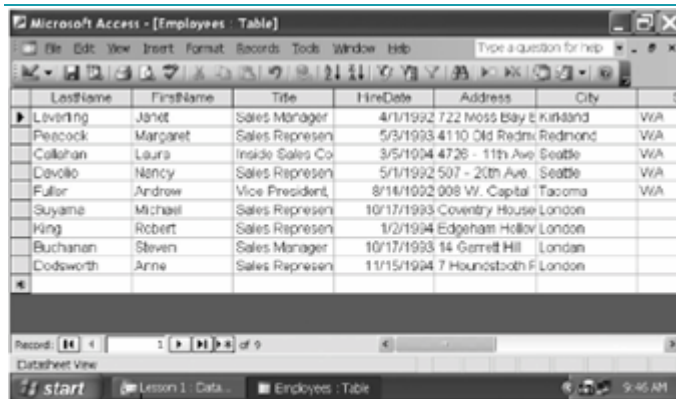 Microsoft Access - [Employees : Table]
File Edit View Insert Format Records Tools Window Help Type a question for help
LastName FirstName Title HireDate Address City
Leverling Janet Sales Manager 4/1/1992 722 Moss Bay B Kirkland WA
Peacock Margaret Sales Represen 5/3/1993 4110 Old Redmo Redmond WA
Callahan Laura Inside Sales Co 3/5/1994 4726 - 11th Ave Seattle WA
Davolio Nancy Sales Represen 5/1/1992 507 - 20th Ave. Seattle WA
Fuller Andrew Vice President, 8/14/1992 908 W. Capital Tacoma WA
Suyama Michael Sales Represen 10/17/1993 Coventry House London
King Robert Sales Represen 1/2/1994 Edgeham Hollov London
Buchanan Steven Sales Manager 10/17/1993 14 Garrett Hill London
Dodsworth Anne Sales Represen 11/15/1994 7 Houndstooth F London
Record: 1 of 9
Datasheet View
start Lesson 1 : Data... Employees : Table 9:46 AM